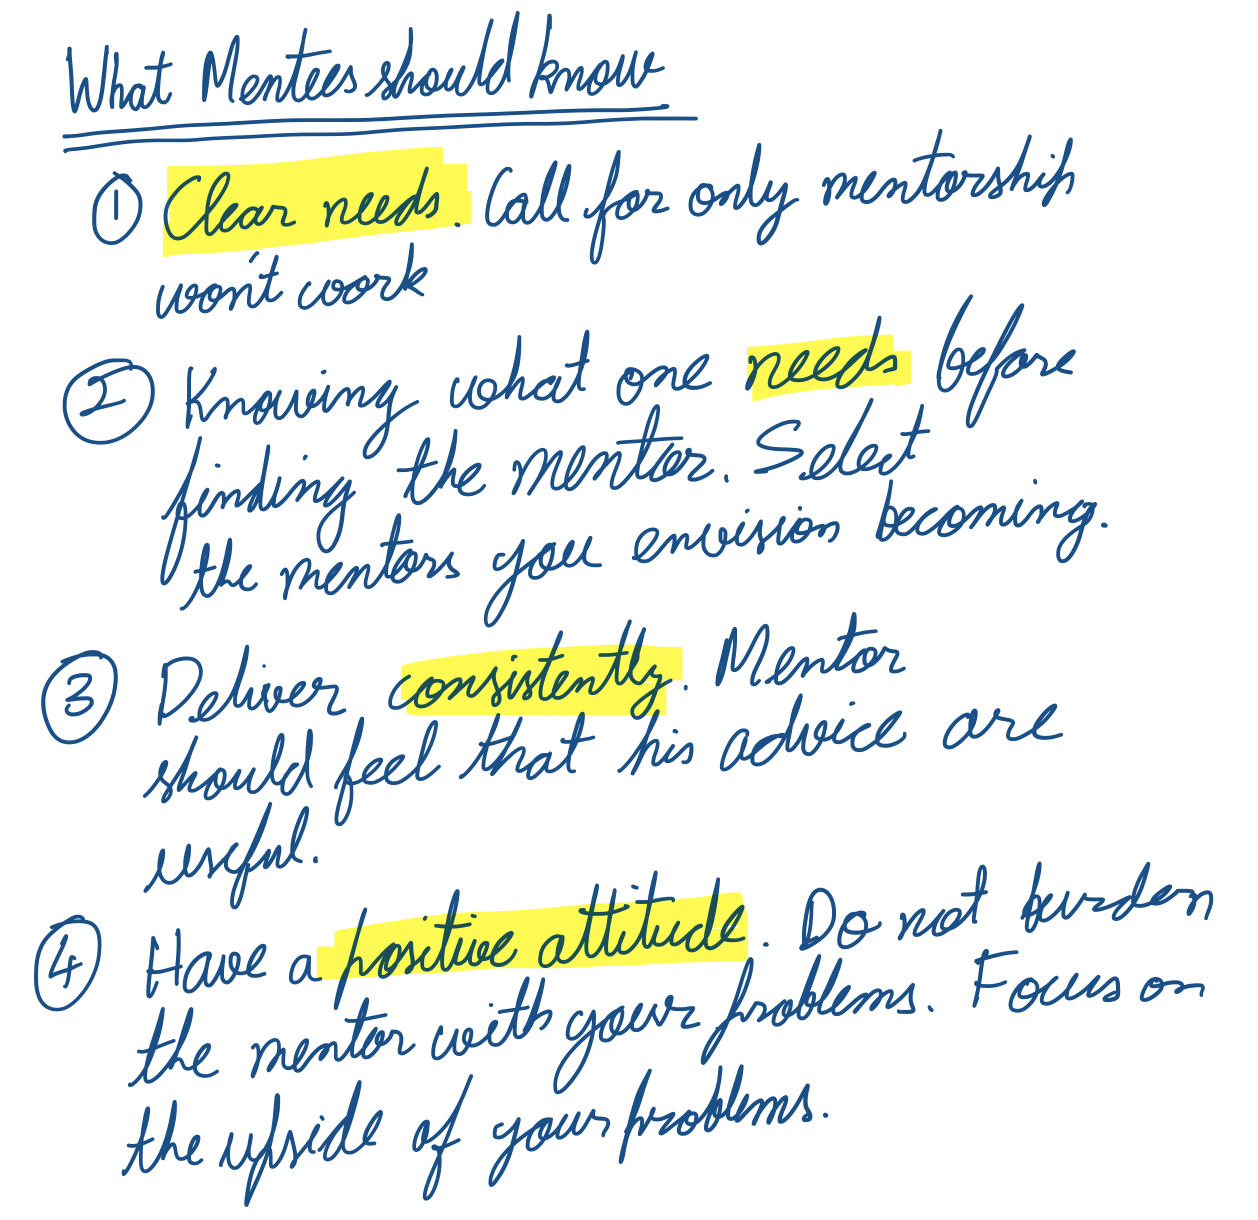 What Mentees should know
① Clear needs. Call for only mentorship
won't work
② Knowing what one needs before
finding the mentor. Select
the mentors you envision becoming.
③ Deliver consistently. Mentor
should feel that his advice are
useful.
④ Have a positive attitude. Do not burden
the mentor with your problems. Focus on
the upside of your problems.